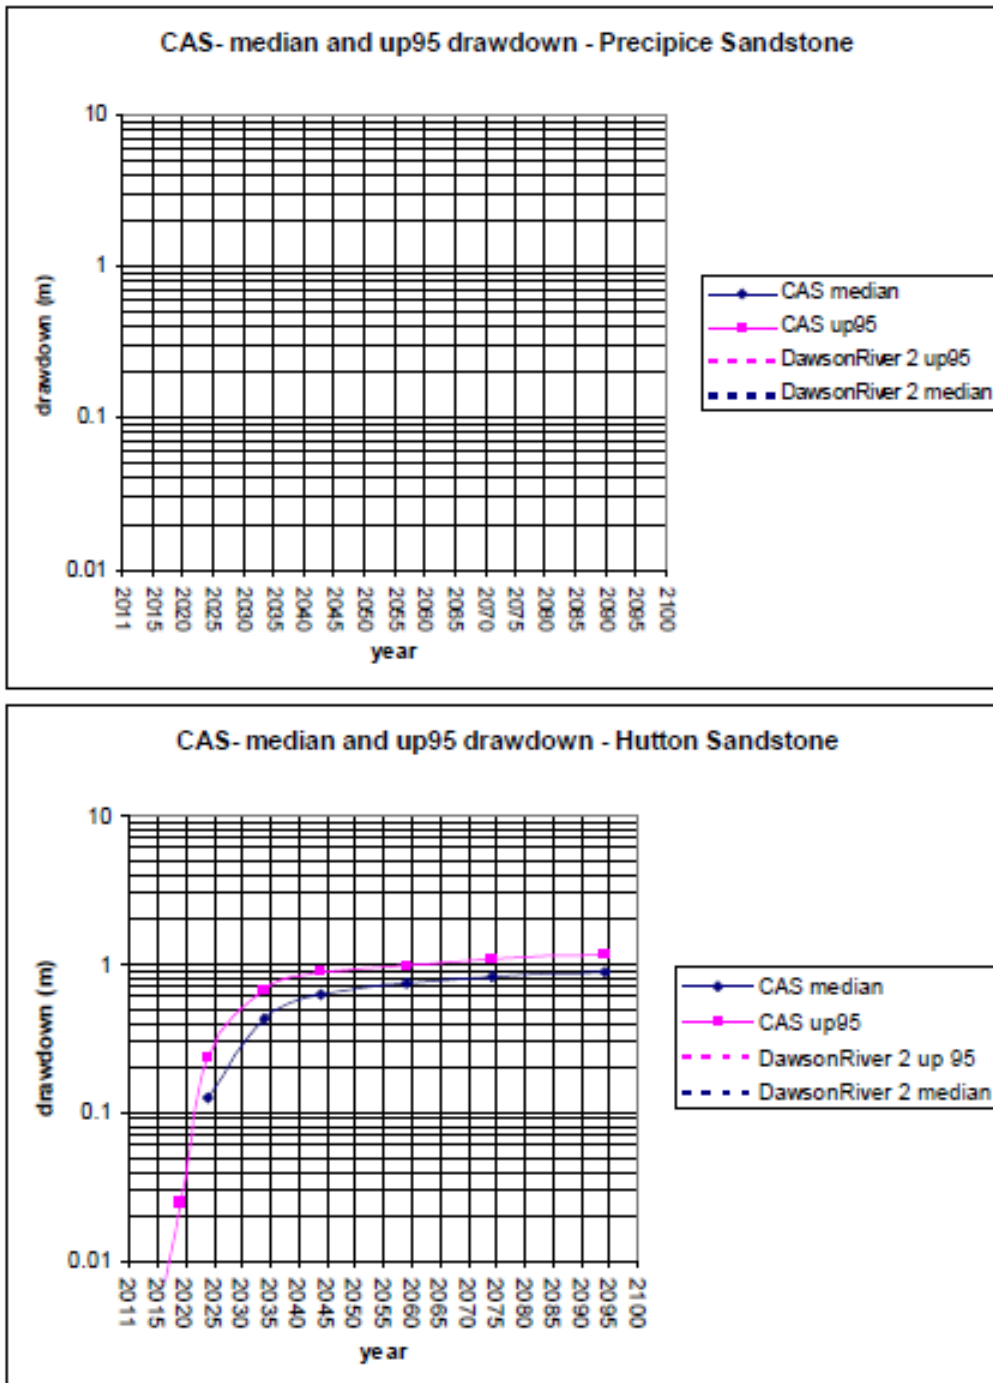 CAS- median and up95 drawdown - Precipice Sandstone
10
1
0.1
0.01
drawdown (m)
2011 2015 2020 2025 2030 2035 2040 2045 2050 2055 2060 2065 2070 2075 2080 2085 2090 2095 2100
year
CAS median
CAS up95
DawsonRiver 2 up95
DawsonRiver 2 median
CAS- median and up95 drawdown - Hutton Sandstone
10
1
0.1
0.01
drawdown (m)
2011 2015 2020 2025 2030 2035 2040 2045 2050 2055 2060 2065 2070 2075 2080 2085 2090 2095 2100
year
CAS median
CAS up95
DawsonRiver 2 up 95
DawsonRiver 2 median